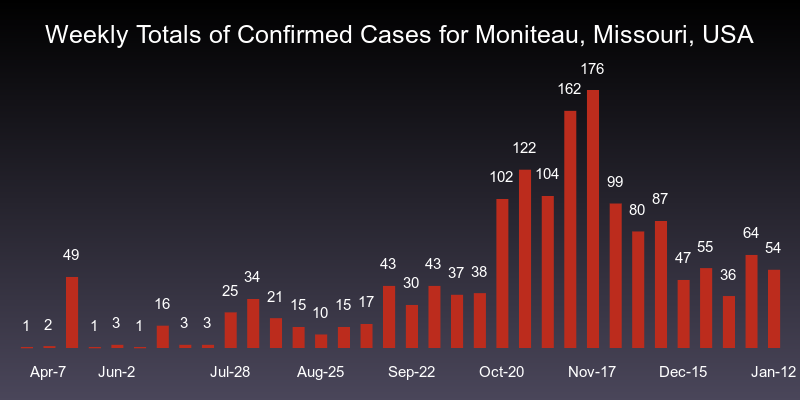 Weekly Totals of Confirmed Cases for Moniteau, Missouri, USA
1 2 49 1 3 1 16 3 3 25 34 21 15 10 15 17 43 30 43 37 38 102 122 104 162 176 99 80 87 47 55 36 64 54
Apr-7 Jun-2 Jul-28 Aug-25 Sep-22 Oct-20 Nov-17 Dec-15 Jan-12